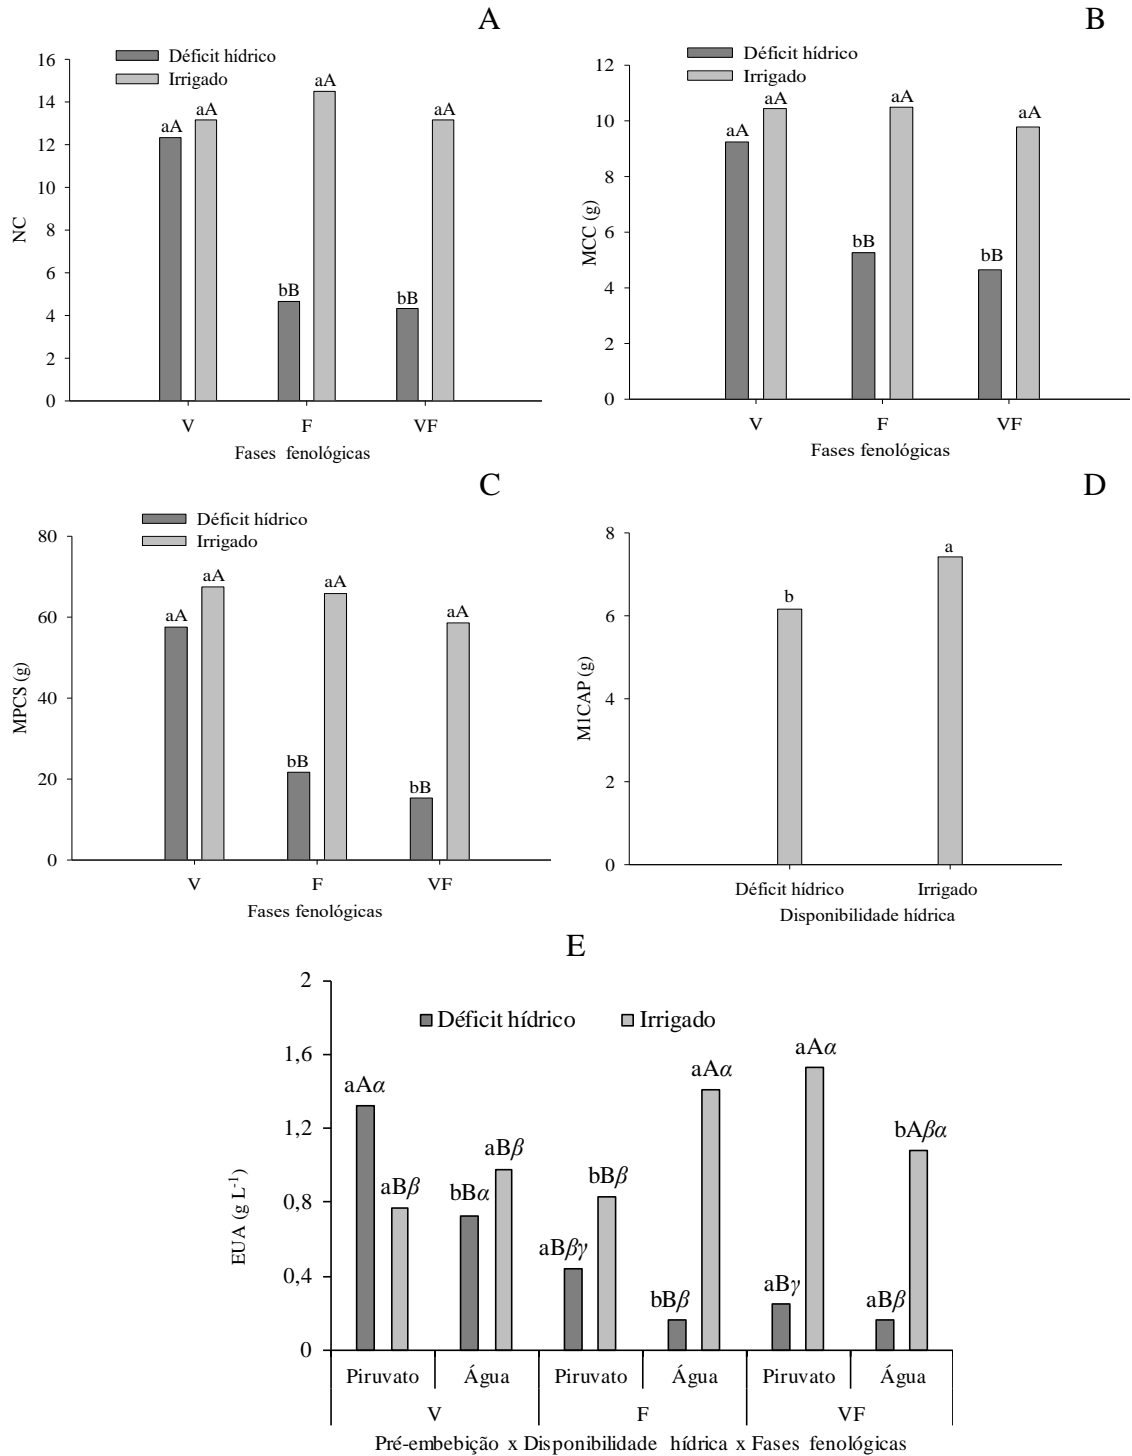 A
Déficit hídrico
Irrigado
16
14
12
10
8
6
4
2
0
NC
aA
aA
bB
aA
bB
aA
V
F
VF
Fases fenológicas
B
Déficit hídrico
Irrigado
12
10
8
6
4
2
0
MCC (g)
aA
aA
bB
aA
bB
aA
V
F
VF
Fases fenológicas
C
Déficit hídrico
Irrigado
80
60
40
20
0
MPCS (g)
aA
aA
bB
aA
bB
aA
V
F
VF
Fases fenológicas
D
8
6
4
2
0
M1CAP (g)
b
a
Déficit hídrico
Irrigado
Disponibilidade hídrica
E
Déficit hídrico
Irrigado
2
1,6
1,2
0,8
0,4
0
EUA (g L-1)
aAα
aBβ
bBα
aBβ
aBβγ
bBβ
bBβ
aAα
aBγ
aAα
aBβ
bAβα
Piruvato
Água
Piruvato
Água
Piruvato
Água
V
F
VF
Pré-embebição x Disponibilidade hídrica x Fases fenológicas